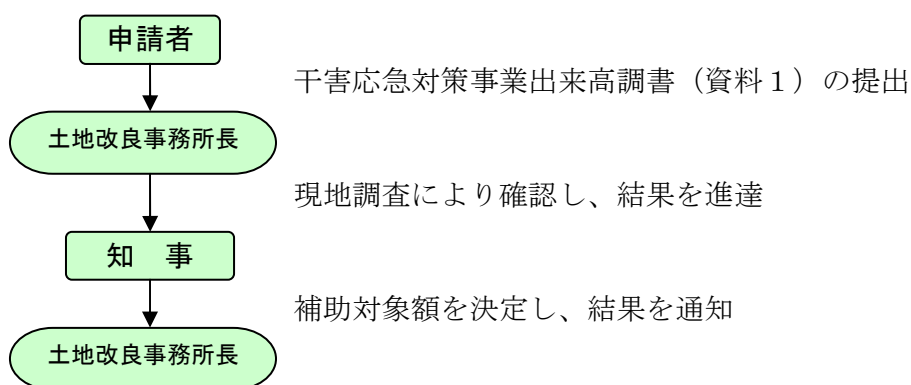 申請者
干害応急対策事業出来高調書（資料１）の提出
土地改良事務所長
現地調査により確認し、結果を進達
知　事
補助対象額を決定し、結果を通知
土地改良事務所長